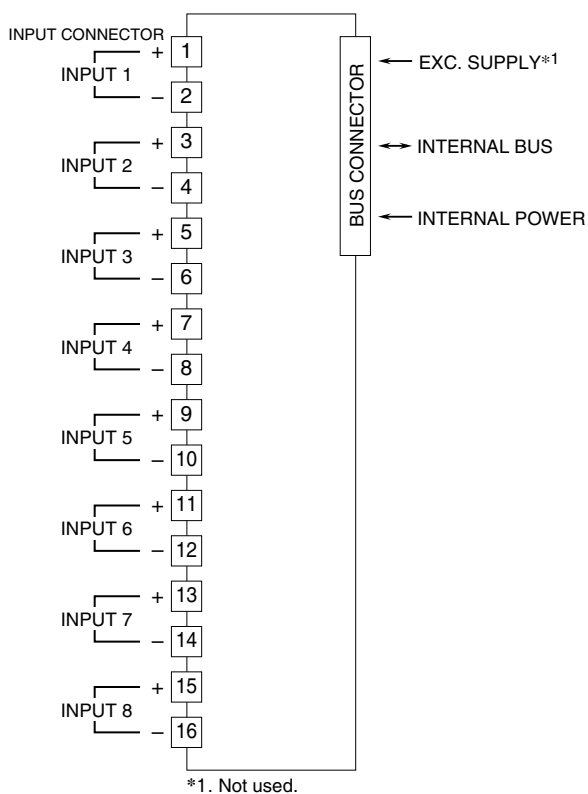 INPUT CONNECTOR
INPUT 1
+ 1
– 2
INPUT 2
+ 3
– 4
INPUT 3
+ 5
– 6
INPUT 4
+ 7
– 8
INPUT 5
+ 9
– 10
INPUT 6
+ 11
– 12
INPUT 7
+ 13
– 14
INPUT 8
+ 15
– 16
BUS CONNECTOR
EXC. SUPPLY*1
INTERNAL BUS
INTERNAL POWER
*1. Not used.